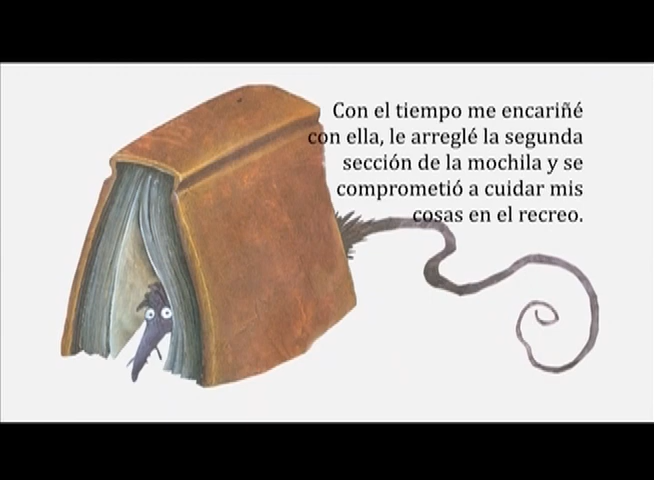 Con el tiempo me encariñé
con ella, le arreglé la segunda
sección de la mochila y se
comprometió a cuidar mis
cosas en el recreo.